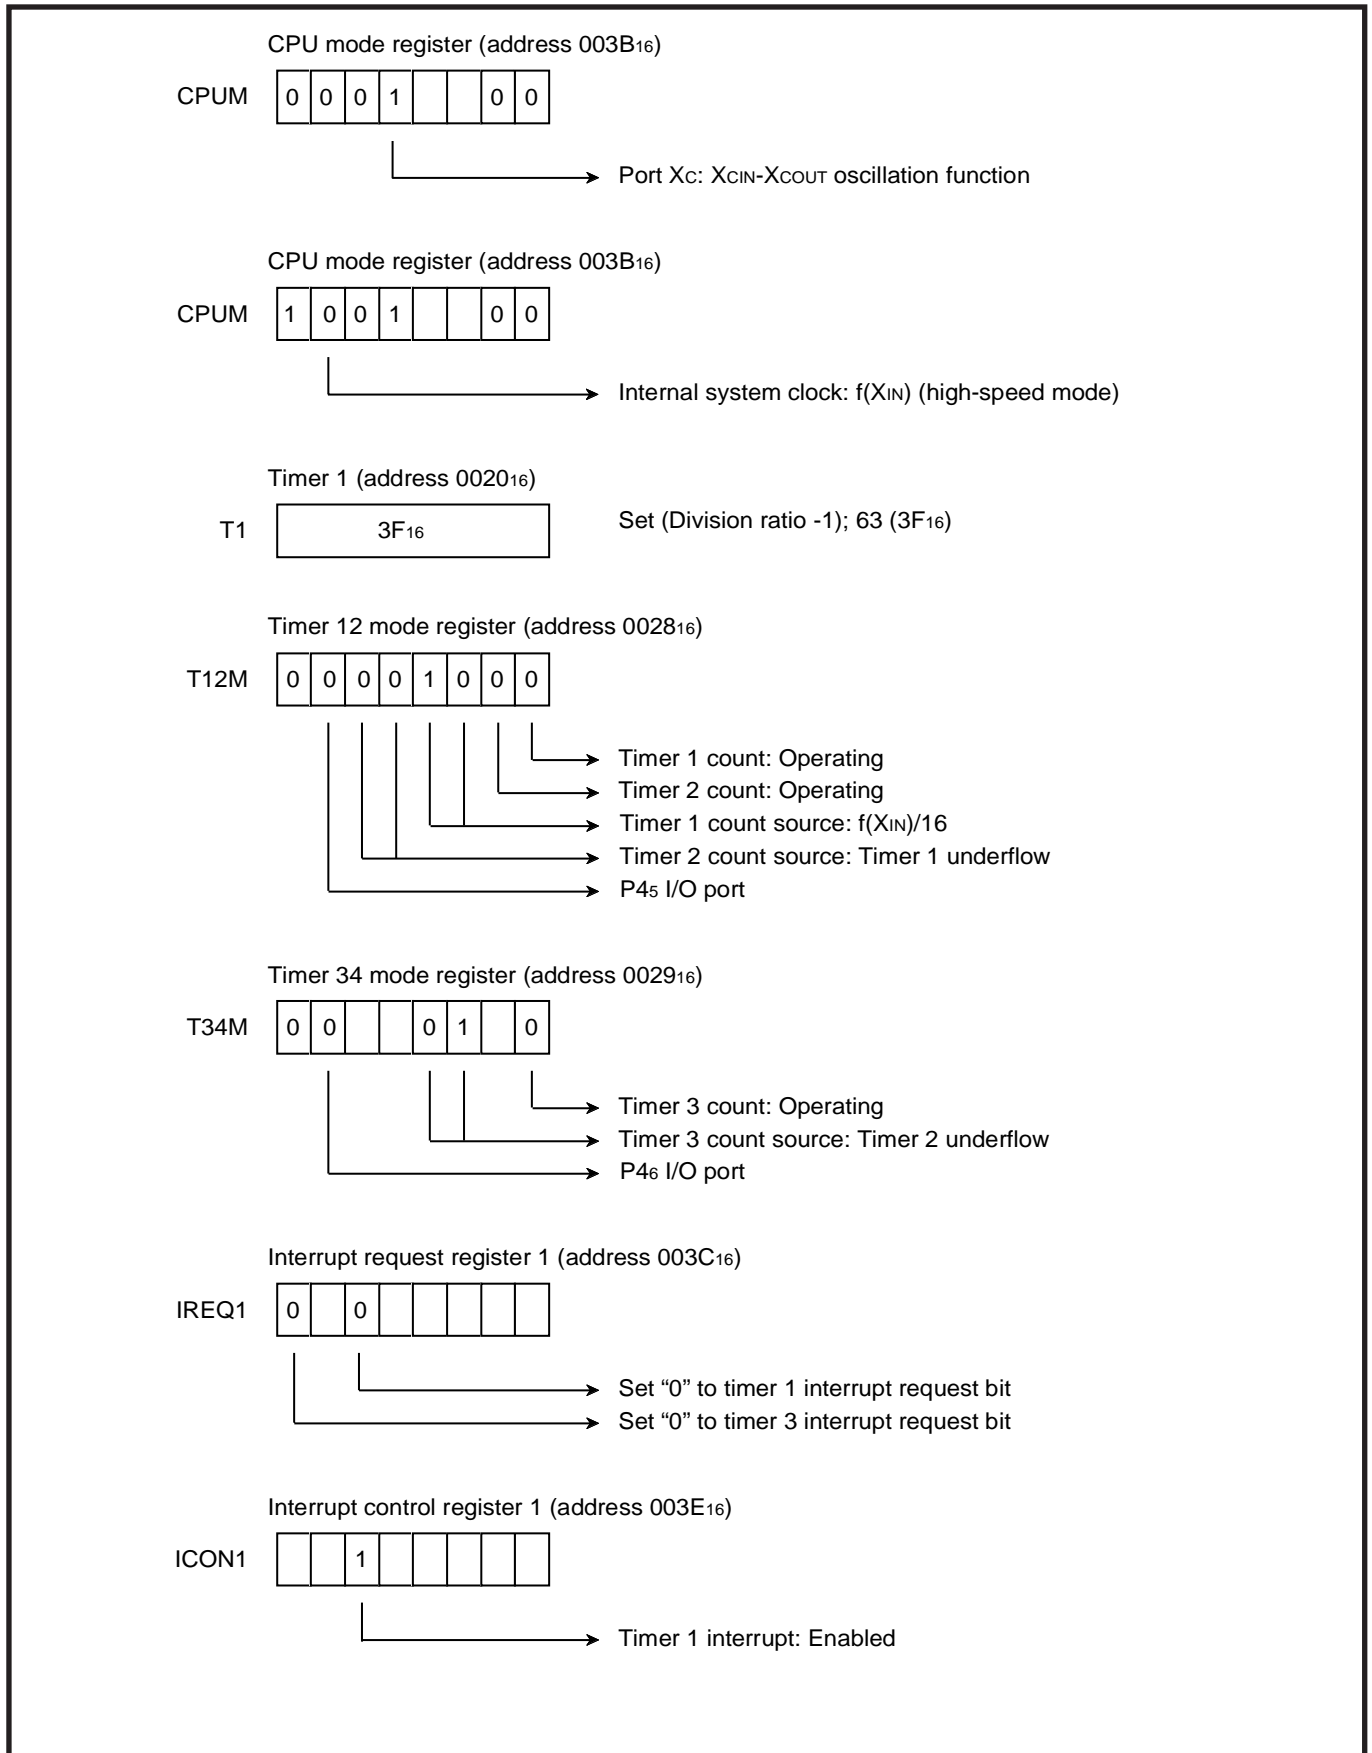 CPU mode register (address 003B16)
CPUM 0 0 0 1 0 0
Port XC: XCIN-XCOUT oscillation function
CPU mode register (address 003B16)
CPUM 1 0 0 1 0 0
Internal system clock: f(XIN) (high-speed mode)
Timer 1 (address 002016)
T1 3F16 Set (Division ratio -1); 63 (3F16)
Timer 12 mode register (address 002816)
T12M 0 0 0 0 1 0 0 0
Timer 1 count: Operating
Timer 2 count: Operating
Timer 1 count source: f(XIN)/16
Timer 2 count source: Timer 1 underflow
P45 I/O port
Timer 34 mode register (address 002916)
T34M 0 0 0 1 0
Timer 3 count: Operating
Timer 3 count source: Timer 2 underflow
P46 I/O port
Interrupt request register 1 (address 003C16)
IREQ1 0 0
Set “0” to timer 1 interrupt request bit
Set “0” to timer 3 interrupt request bit
Interrupt control register 1 (address 003E16)
ICON1 1
Timer 1 interrupt: Enabled